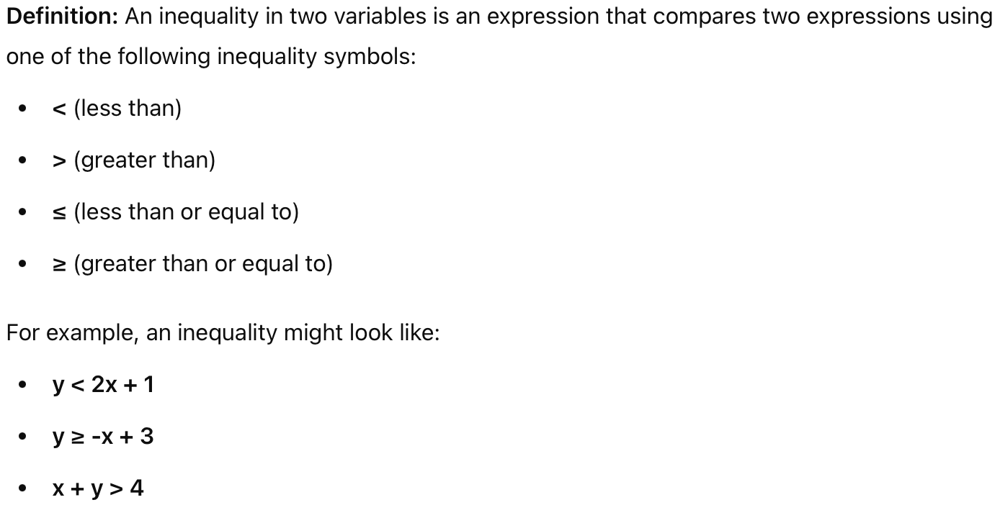 Definition: An inequality in two variables is an expression that compares two expressions using
one of the following inequality symbols:
• < (less than)
• > (greater than)
• ≤ (less than or equal to)
• ≥ (greater than or equal to)
For example, an inequality might look like:
• y < 2x + 1
• y ≥ -x + 3
• x + y > 4